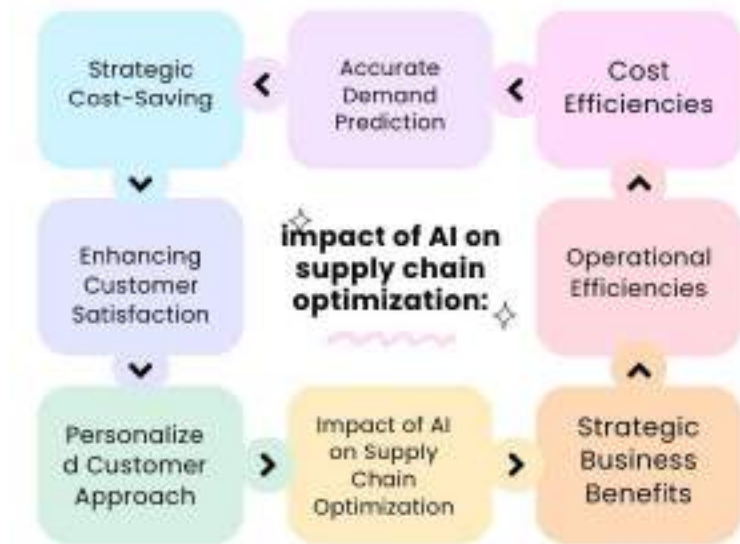 Strategic
Cost-Saving
Accurate
Demand
Prediction
Cost
Efficiencies
Enhancing
Customer
Satisfaction
impact of AI on
supply chain
optimization:
Operational
Efficiencies
Personalize
d Customer
Approach
Impact of AI
on Supply
Chain
Optimization
Strategic
Business
Benefits